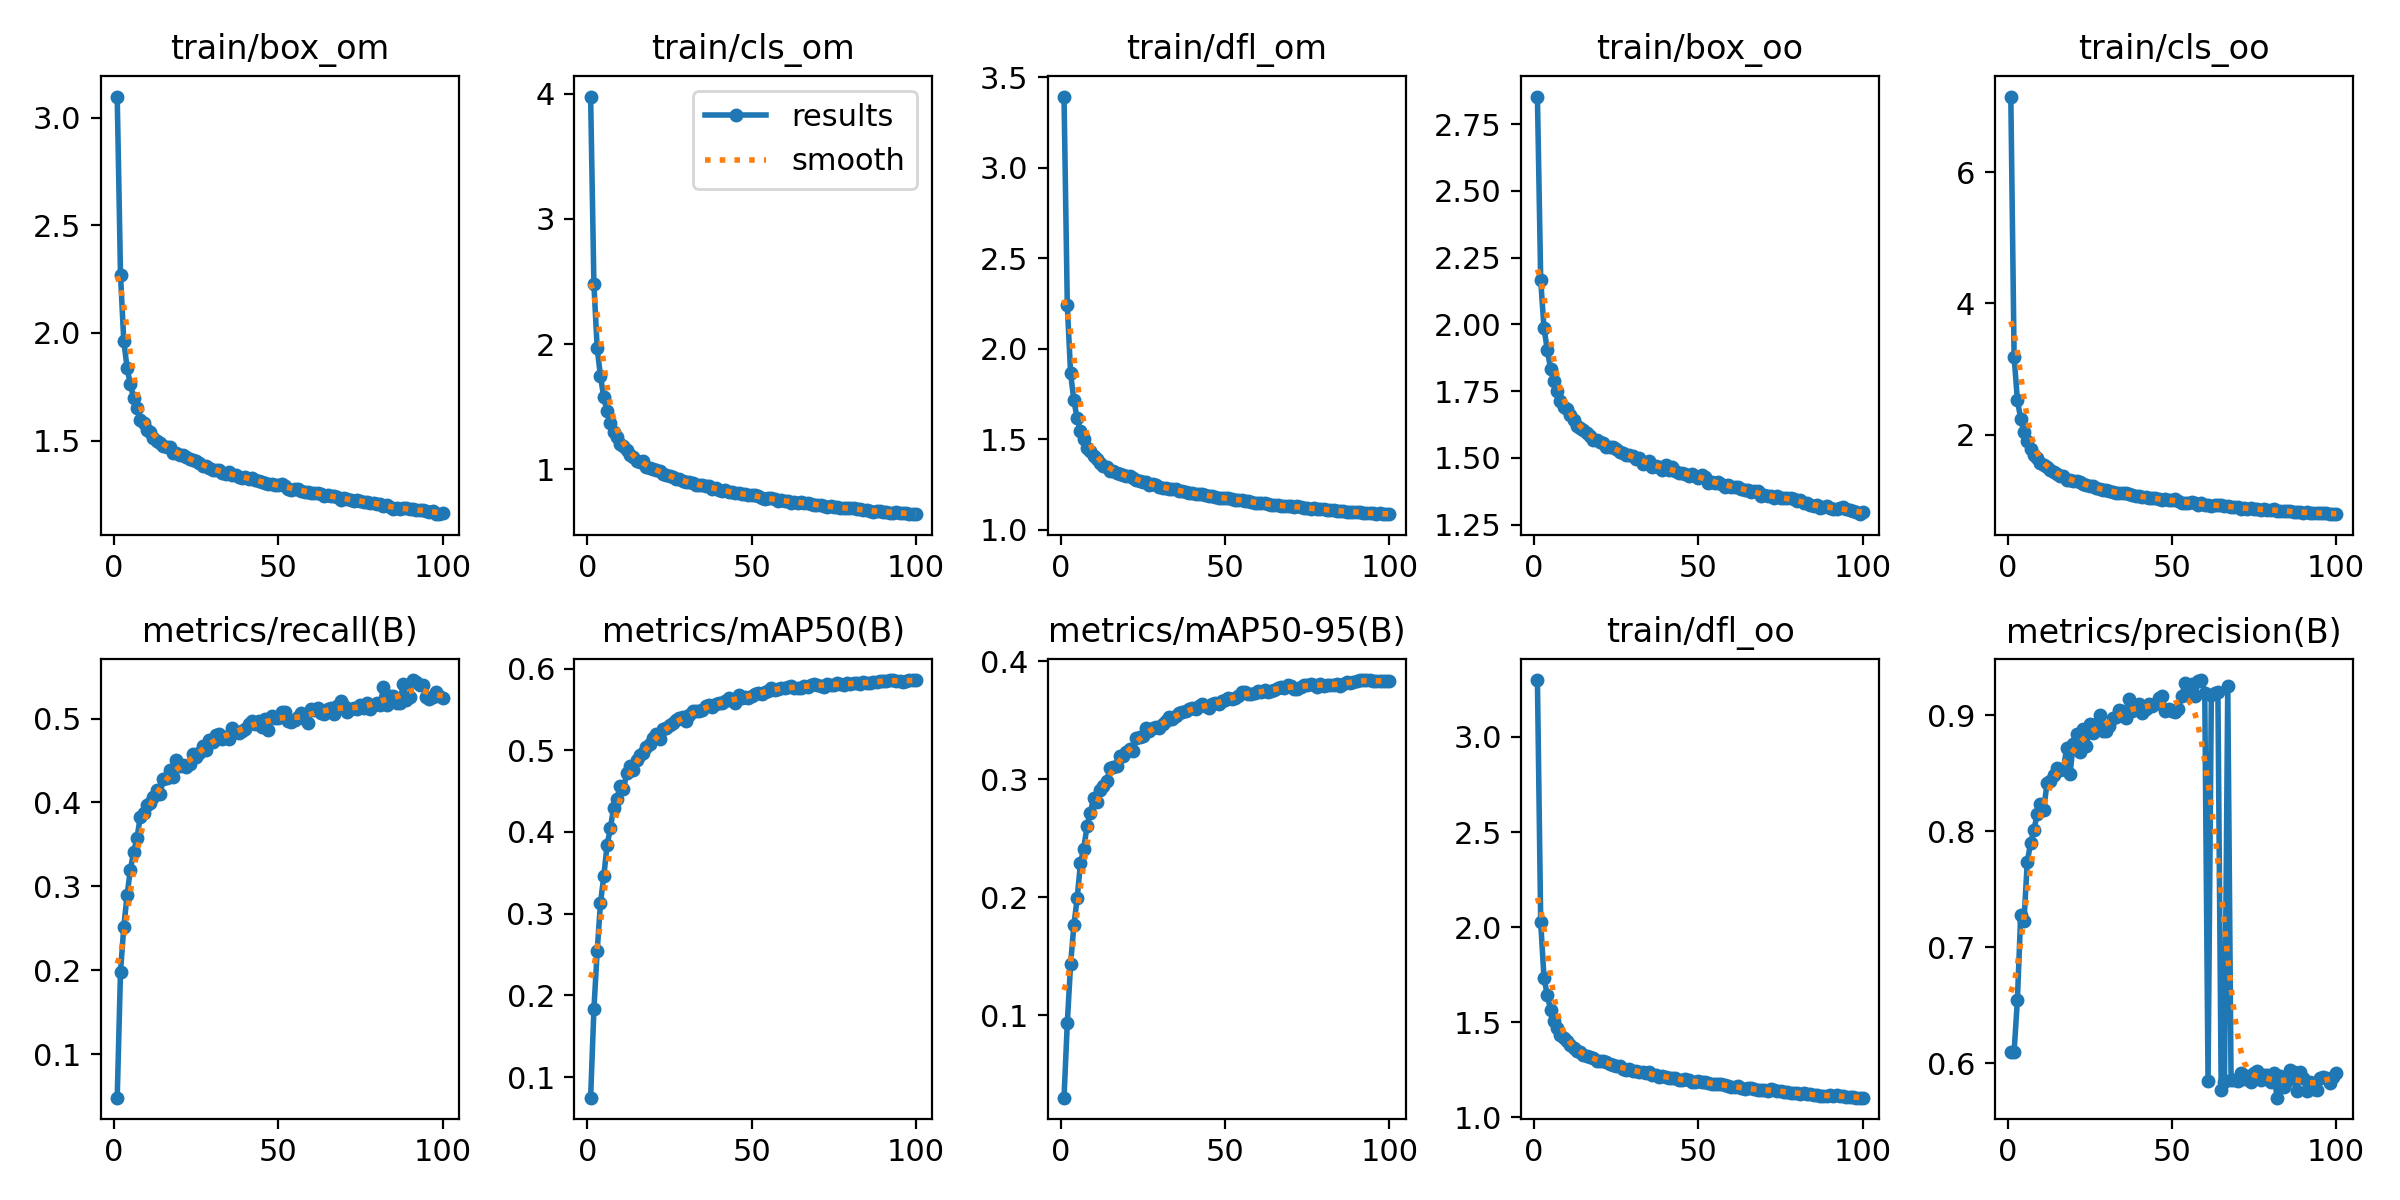 train/box_om
3.0
2.5
2.0
1.5
0 50 100
train/cls_om
4
3
2
1
results
smooth
0 50 100
train/dfl_om
3.5
3.0
2.5
2.0
1.5
1.0
0 50 100
train/box_oo
2.75
2.50
2.25
2.00
1.75
1.50
1.25
0 50 100
train/cls_oo
6
4
2
0 50 100
metrics/recall(B)
0.5
0.4
0.3
0.2
0.1
0 50 100
metrics/mAP50(B)
0.6
0.5
0.4
0.3
0.2
0.1
0 50 100
metrics/mAP50-95(B)
0.4
0.3
0.2
0.1
0 50 100
train/dfl_oo
3.0
2.5
2.0
1.5
1.0
0 50 100
metrics/precision(B)
0.9
0.8
0.7
0.6
0 50 100